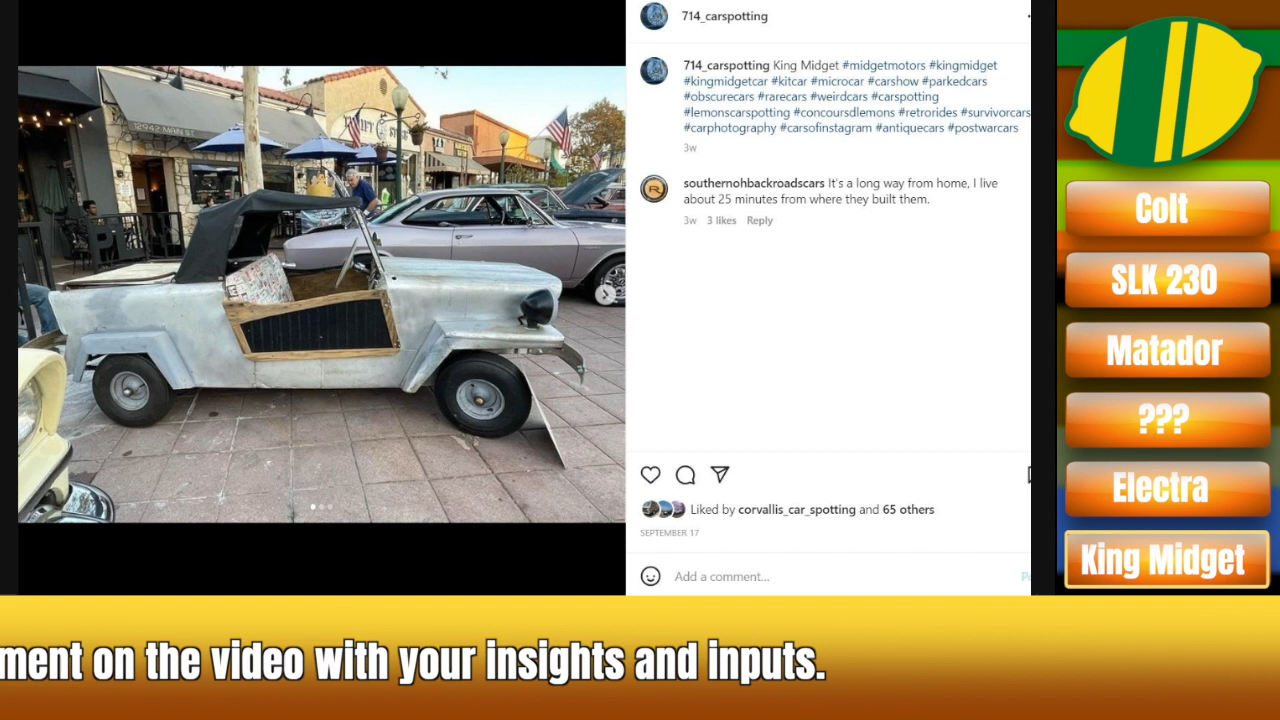 12942 MAIN ST
714_carspotting
714_carspotting King Midget #midgetmotors #kingmidget
#kingmidgetcar #kitcar #microcar #carshow #parkedcars
#obscurecars #rarecars #weirdcars #carspotting
#lemonscarspotting #concoursdlemons #retrorides #survivorcars
#carphotography #carsofinstagram #antiquecars #postwarcars
3w
southernohbackroadscars It's a long way from home, I live
about 25 minutes from where they built them.
3w 3 likes Reply
Liked by corvallis_car_spotting and 65 others
SEPTEMBER 17
Add a comment...
Colt
SLK 230
Matador
???
Electra
King Midget
ment on the video with your insights and inputs.